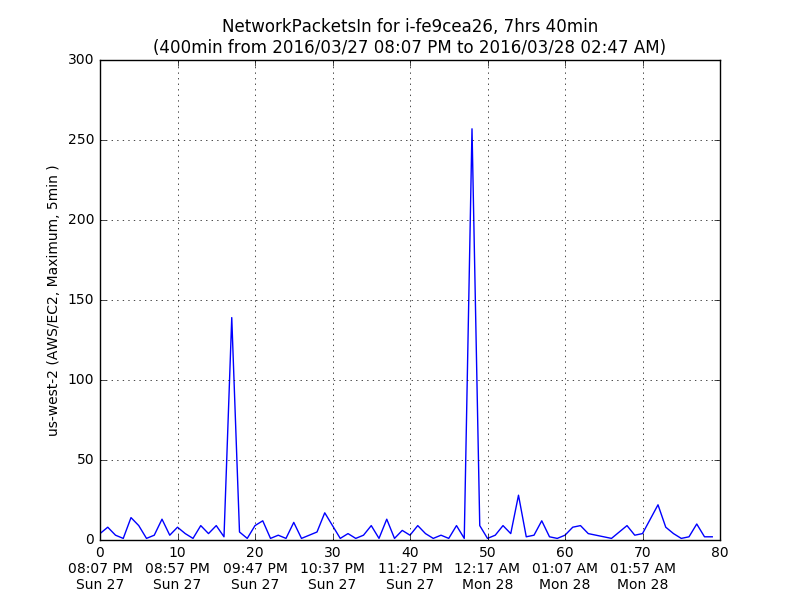 NetworkPacketsIn for i-fe9cea26, 7hrs 40min
(400min from 2016/03/27 08:07 PM to 2016/03/28 02:47 AM)
us-west-2 (AWS/EC2, Maximum, 5min )
300
250
200
150
100
50
0
0 10 20 30 40 50 60 70 80
08:07 PM 08:57 PM 09:47 PM 10:37 PM 11:27 PM 12:17 AM 01:07 AM 01:57 AM
Sun 27 Sun 27 Sun 27 Sun 27 Sun 27 Mon 28 Mon 28 Mon 28